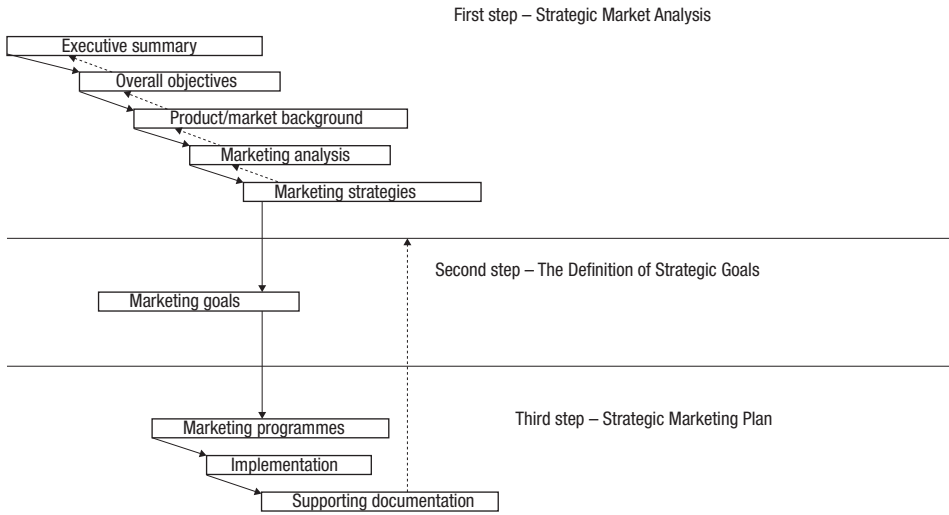 First step – Strategic Market Analysis
Executive summary
Overall objectives
Product/market background
Marketing analysis
Marketing strategies
Second step – The Definition of Strategic Goals
Marketing goals
Third step – Strategic Marketing Plan
Marketing programmes
Implementation
Supporting documentation